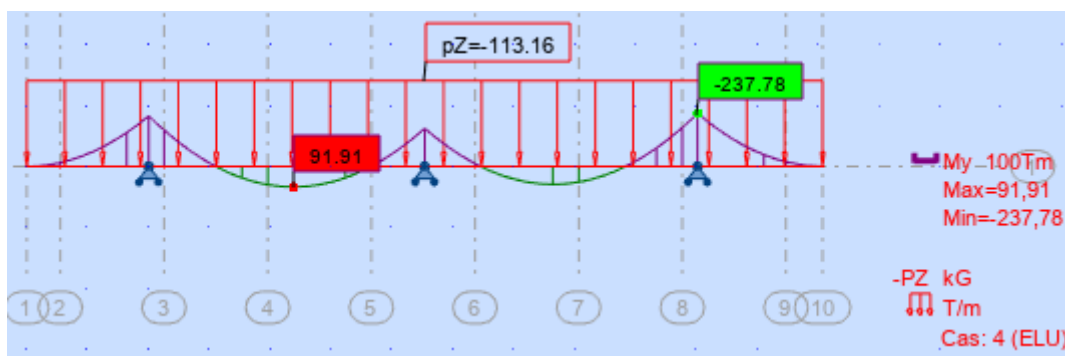 pZ=-113.16
-237.78
91.91
My 100Tm
Max=91,91
Min=-237,78
1 2 3 4 5 6 7 8 9 10
-PZ kG
T/m
Cas: 4 (ELU)